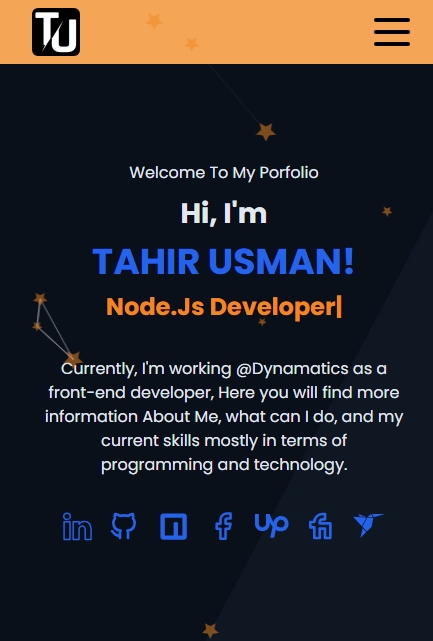 TU
Welcome To My Porfolio
Hi, I'm
TAHIR USMAN!
Node.Js Developer|
Currently, I'm working @Dynamatics as a
front-end developer, Here you will find more
information About Me, what can I do, and my
current skills mostly in terms of
programming and technology.